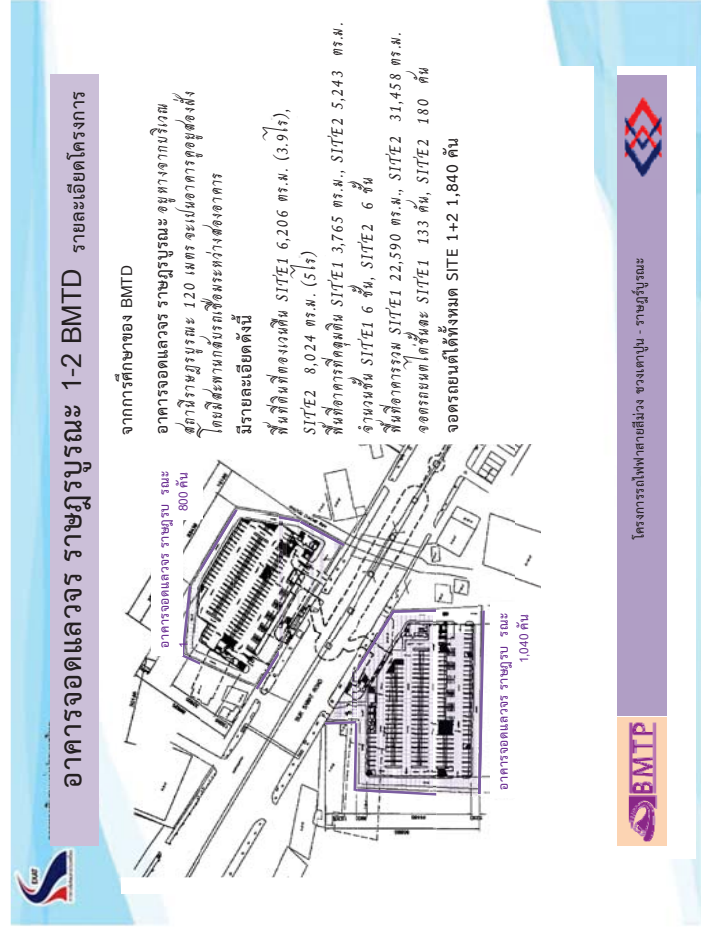 อาคารจอดแลวจร ราษฎรบูรณะ 1-2 BMTD รายละเอียดโครงการ
จากการศึกษาของ BMTD
อาคารจอดแลวจร ราษฎรบูรณะ อยูหางจากบริเวณ
สถานีราษฎรบูรณะ 120 เมตร จะเปนอาคารคูอยูสองฝั่ง
โดยมีสะพานกลับรถเชื่อมระหวางสองอาคาร
มีรายละเอียดดังนี้
พื้นที่ดินที่ตองเวนคืน SITE1 6,206 ตร.ม. (3.9ไร),
SITE2 8,024 ตร.ม. (5ไร)
พื้นที่อาคารที่คลุมดิน SITE1 3,765 ตร.ม., SITE2 5,243 ตร.ม.
จำนวนชั้น SITE1 6 ชั้น, SITE2 6 ชั้น
พื้นที่อาคารรวม SITE1 22,590 ตร.ม., SITE2 31,458 ตร.ม.
จอดรถยนตไดชั้นละ SITE1 133 คัน, SITE2 180 คัน
จอดรถยนตไดทั้งหมด SITE 1+2 1,840 คัน
อาคารจอดแลวจร ราษฎรบ รณะ
800 คัน
อาคารจอดแลวจร ราษฎรบ รณะ
1,040 คัน
SUK SAWAT ROAD
EXAT
BMTP
โครงการรถไฟฟาสายสีมวง ชวงเตาปูน - ราษฎร์บูรณะ